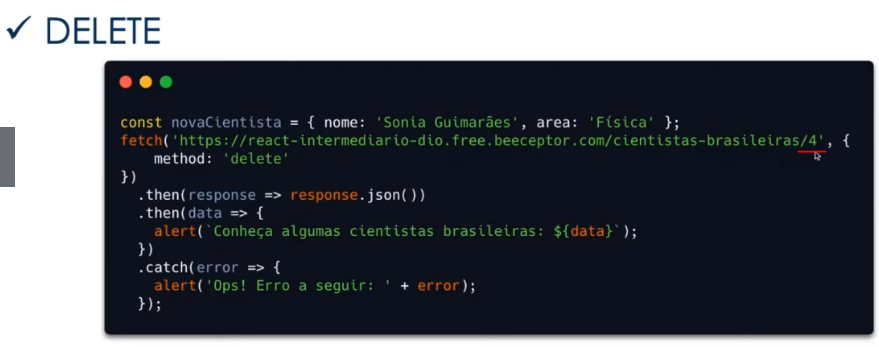 ✓ DELETE
const novaCientista = { nome: 'Sonia Guimarães', area: 'Física' };
fetch('https://react-intermediario-dio.free.beeceptor.com/cientistas-brasileiras/4', {
    method: 'delete'
})
  .then(response => response.json())
  .then(data => {
    alert(`Conheça algumas cientistas brasileiras: ${data}`);
  })
  .catch(error => {
    alert('Ops! Erro a seguir: ' + error);
  });